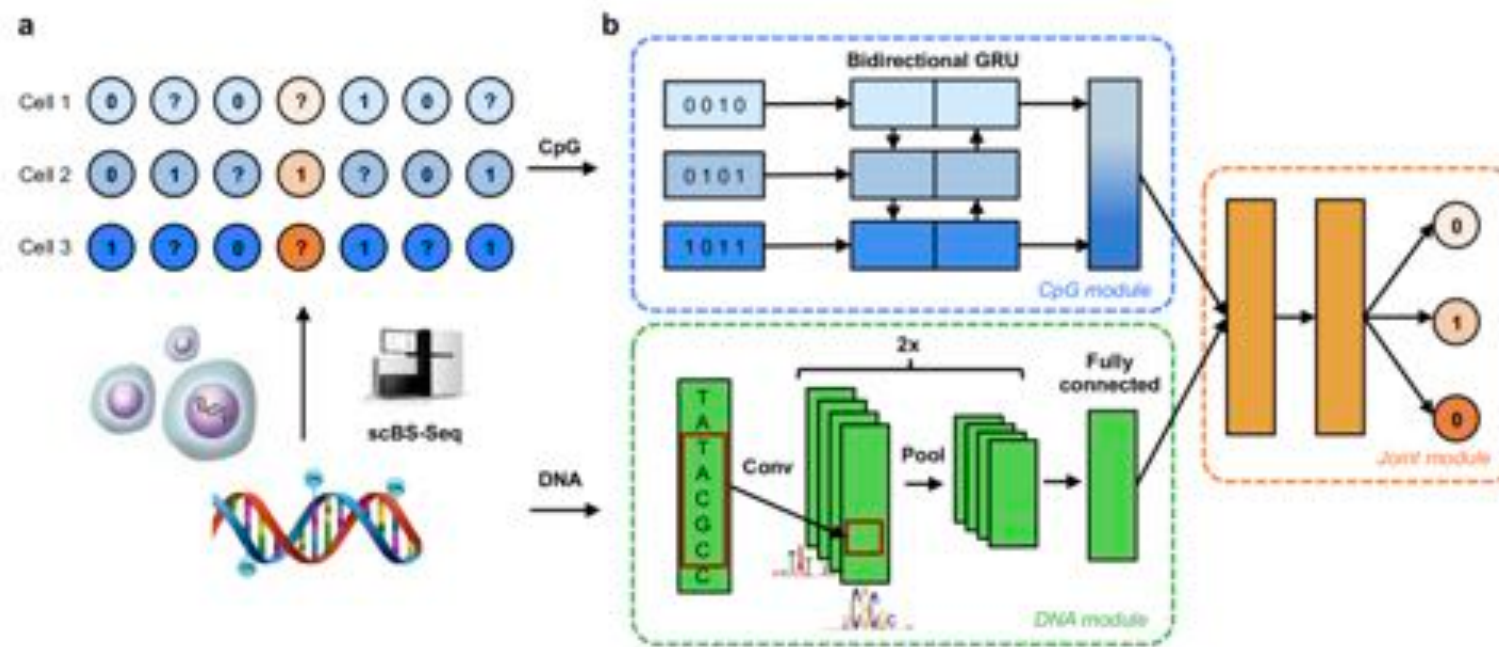 a
Cell 1 0 ? 0 ? 1 0 ?
Cell 2 0 1 ? 1 ? 0 1
Cell 3 1 ? 0 ? 1 ? 1
scBS-Seq
CpG
DNA
b
Bidirectional GRU
0 0 1 0
0 1 0 1
1 0 1 1
CpG module
2x
Fully
connected
T
A
T
A
C
G
C
C
Conv
Pool
DNA module
0
1
0
Joint module